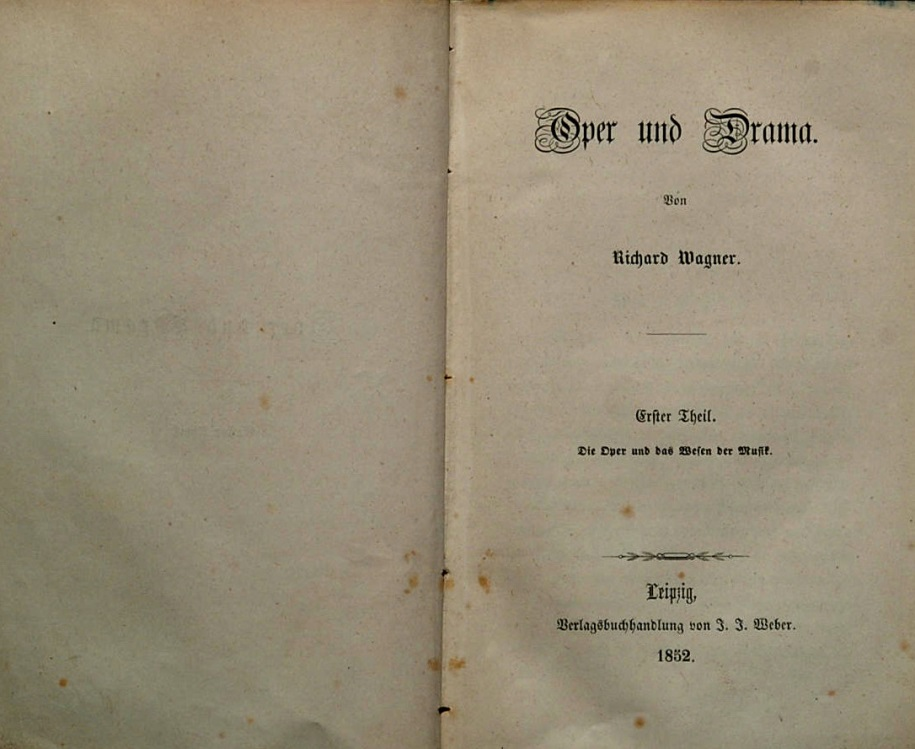 Oper und Drama.
Von
Richard Wagner.
Erster Theil.
Die Oper und das Wesen der Musik.
Leipzig,
Verlagsbuchhandlung von J. J. Weber.
1852.